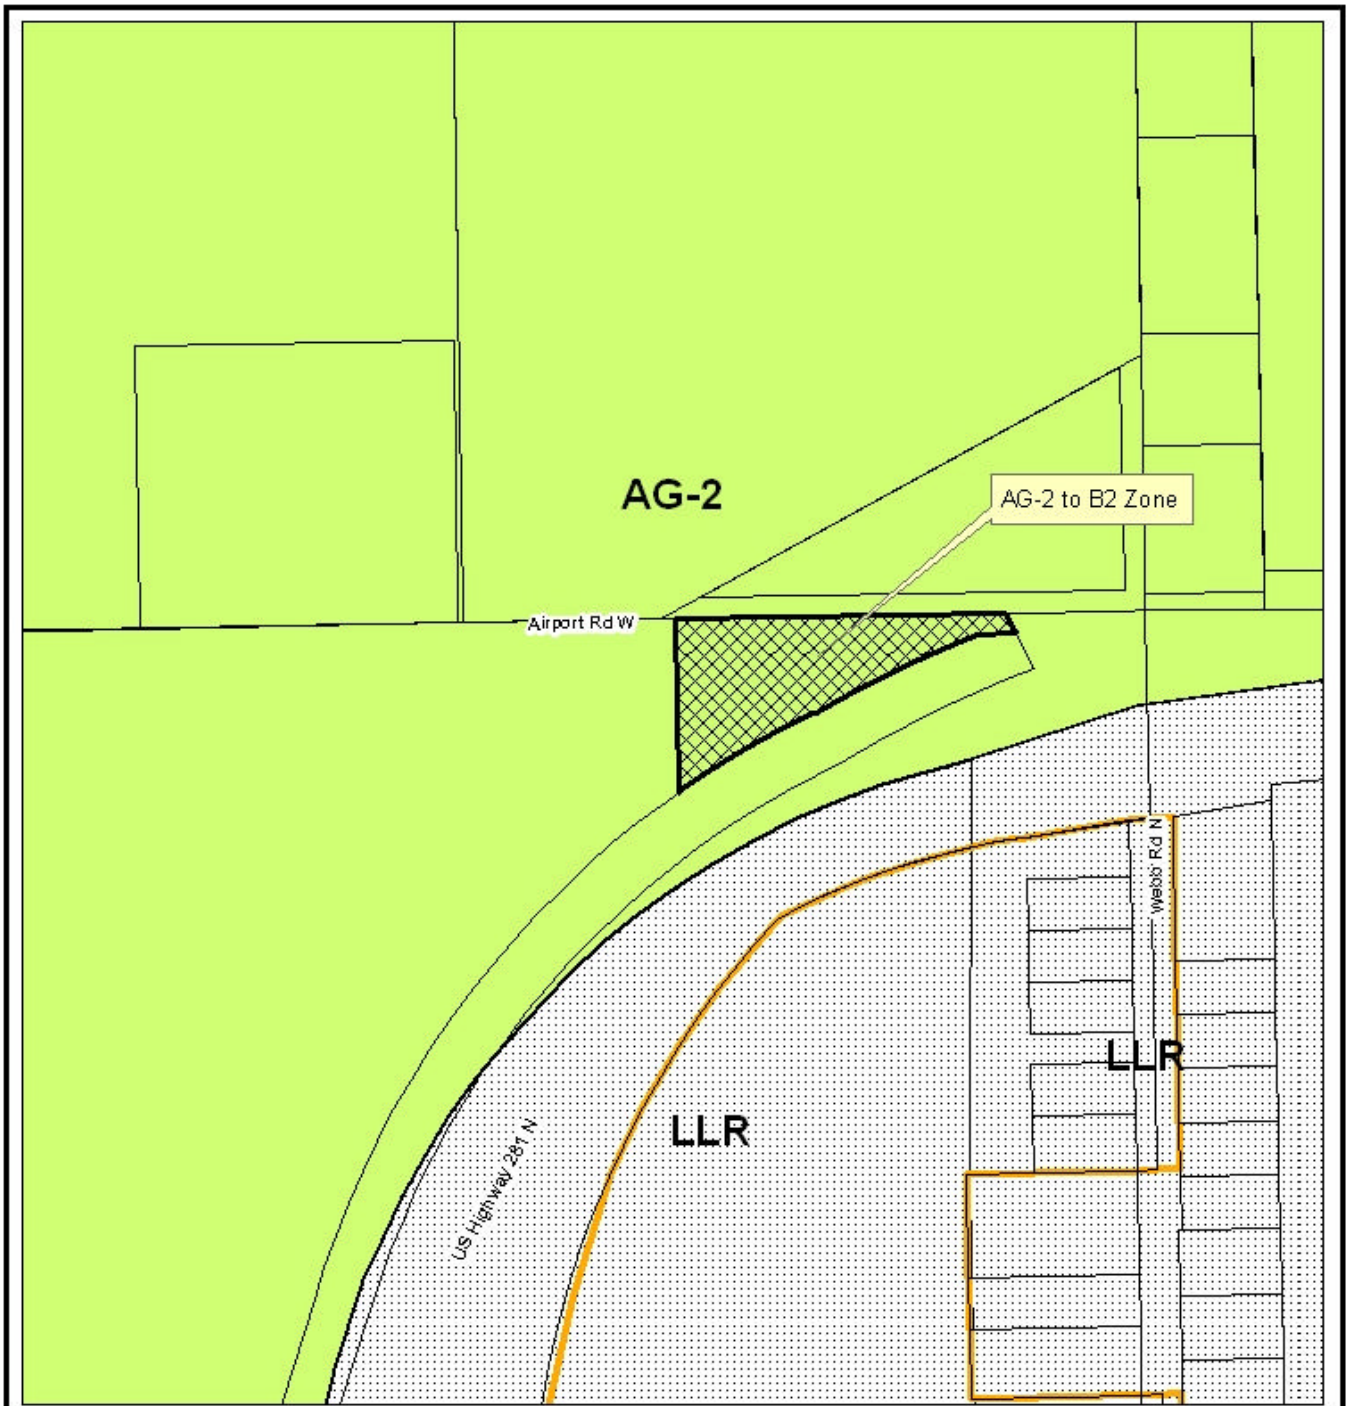 AG-2
AG-2 to B2 Zone
Airport Rd W
Webb Rd N
LLR
LLR
US Highway 281 N